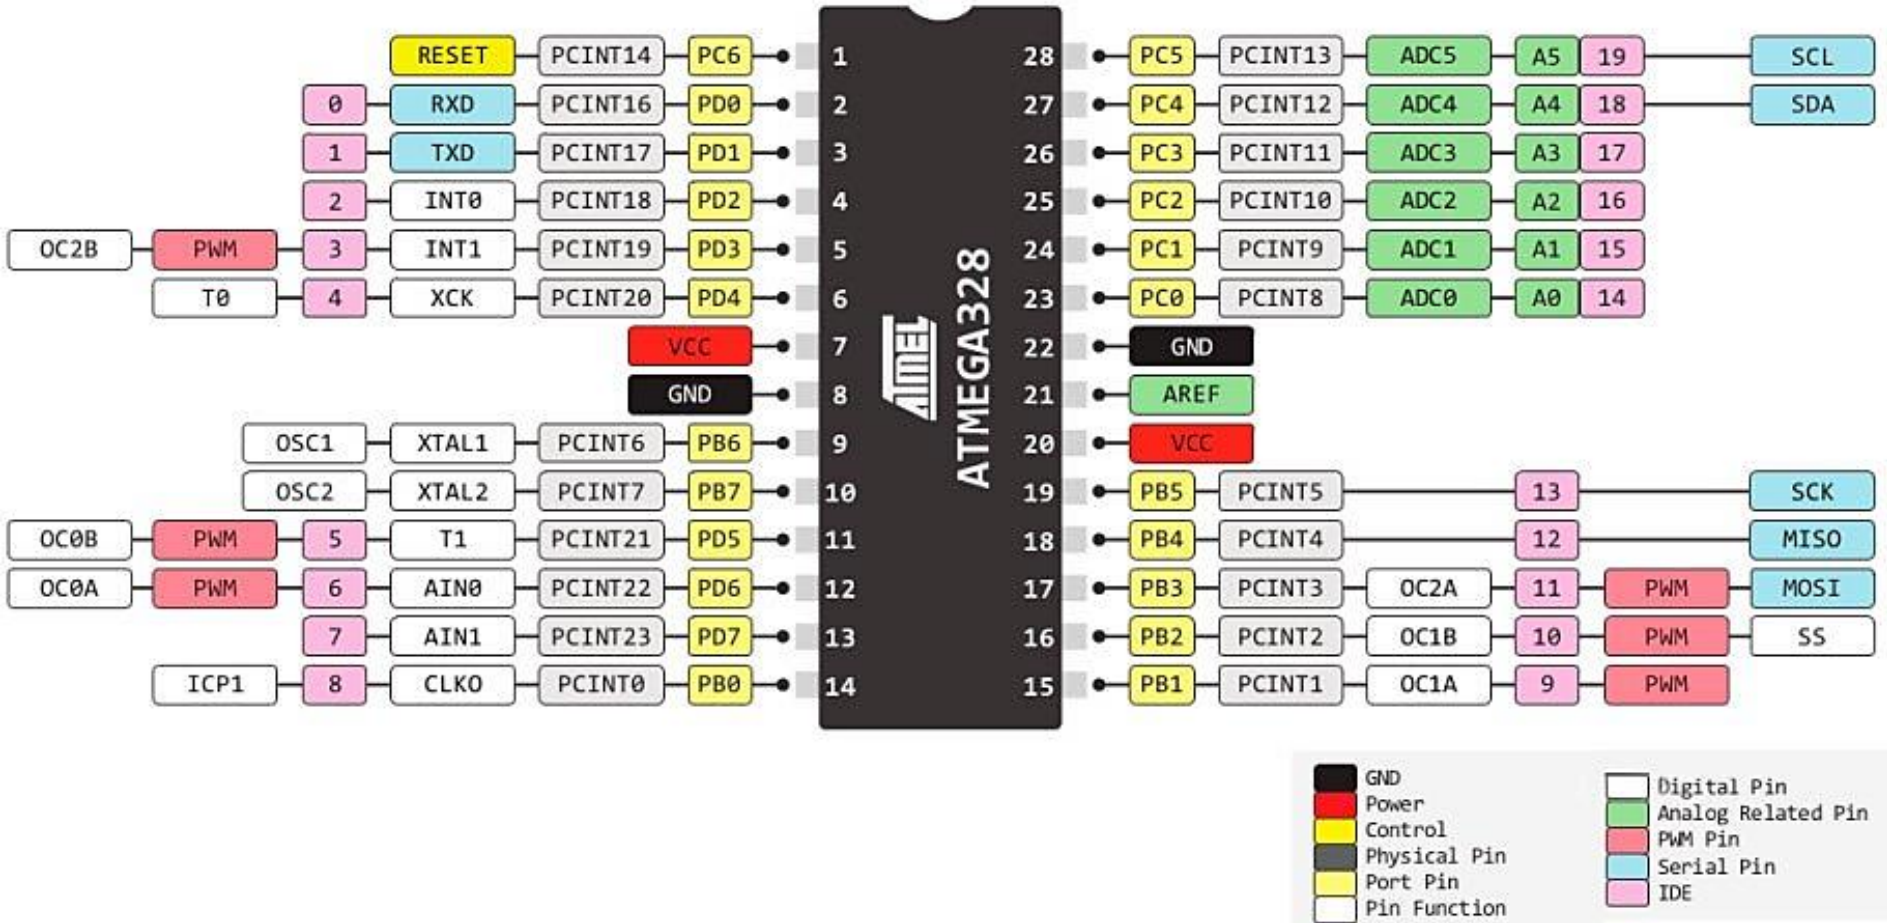 RESET PCINT14 PC6 1 28 PC5 PCINT13 ADC5 A5 19 SCL
0 RXD PCINT16 PD0 2 27 PC4 PCINT12 ADC4 A4 18 SDA
1 TXD PCINT17 PD1 3 26 PC3 PCINT11 ADC3 A3 17
2 INT0 PCINT18 PD2 4 25 PC2 PCINT10 ADC2 A2 16
OC2B PWM 3 INT1 PCINT19 PD3 5 24 PC1 PCINT9 ADC1 A1 15
T0 4 XCK PCINT20 PD4 6 23 PC0 PCINT8 ADC0 A0 14
VCC 7 22 GND
GND 8 21 AREF
OSC1 XTAL1 PCINT6 PB6 9 20 VCC
OSC2 XTAL2 PCINT7 PB7 10 19 PB5 PCINT5 13 SCK
OC0B PWM 5 T1 PCINT21 PD5 11 18 PB4 PCINT4 12 MISO
OC0A PWM 6 AIN0 PCINT22 PD6 12 17 PB3 PCINT3 OC2A 11 PWM MOSI
7 AIN1 PCINT23 PD7 13 16 PB2 PCINT2 OC1B 10 PWM SS
ICP1 8 CLKO PCINT0 PB0 14 15 PB1 PCINT1 OC1A 9 PWM
ATMEL
ATMEGA328
GND
Power
Control
Physical Pin
Port Pin
Pin Function
Digital Pin
Analog Related Pin
PWM Pin
Serial Pin
IDE